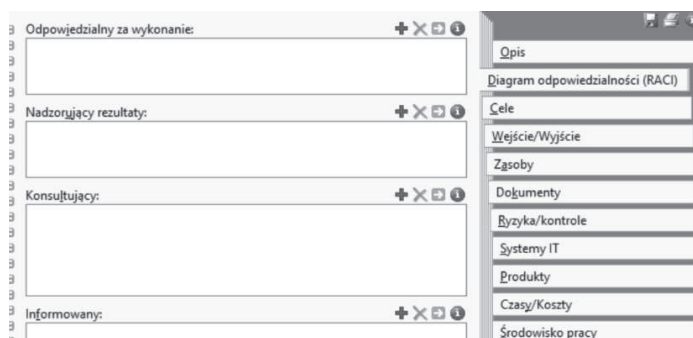 Odpowiedzialny za wykonanie:
Nadzorujący rezultaty:
Konsultujący:
Informowany:
Opis
Diagram odpowiedzialności (RACI)
Cele
Wejście/Wyjście
Zasoby
Dokumenty
Ryzyka/kontrole
Systemy IT
Produkty
Czasy/Koszty
Środowisko pracy